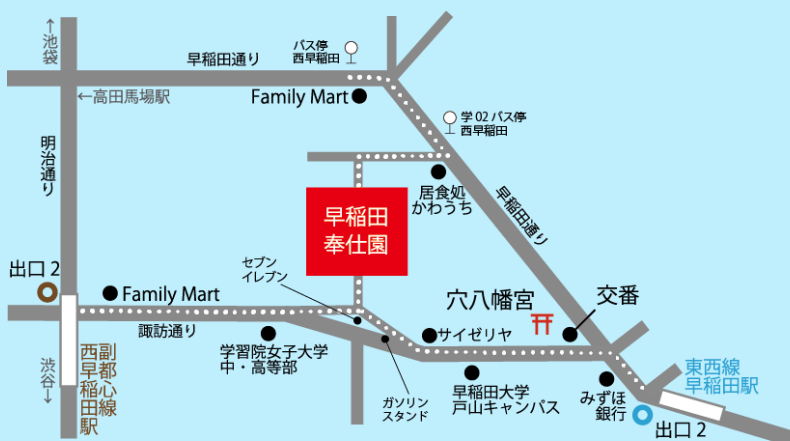 ←池袋
早稲田通り
バス停
西早稲田
←高田馬場駅
Family Mart
学02 バス停
西早稲田
明治通り
居食処
かわうち
早稲田通り
早稲田
奉仕園
出口2
セブン
イレブン
Family Mart
穴八幡宮
交番
諏訪通り
サイゼリヤ
学習院女子大学
中・高等部
副都心線
西早稲田駅
渋谷→
ガソリン
スタンド
早稲田大学
戸山キャンパス
みずほ
銀行
東西線
早稲田駅
出口2